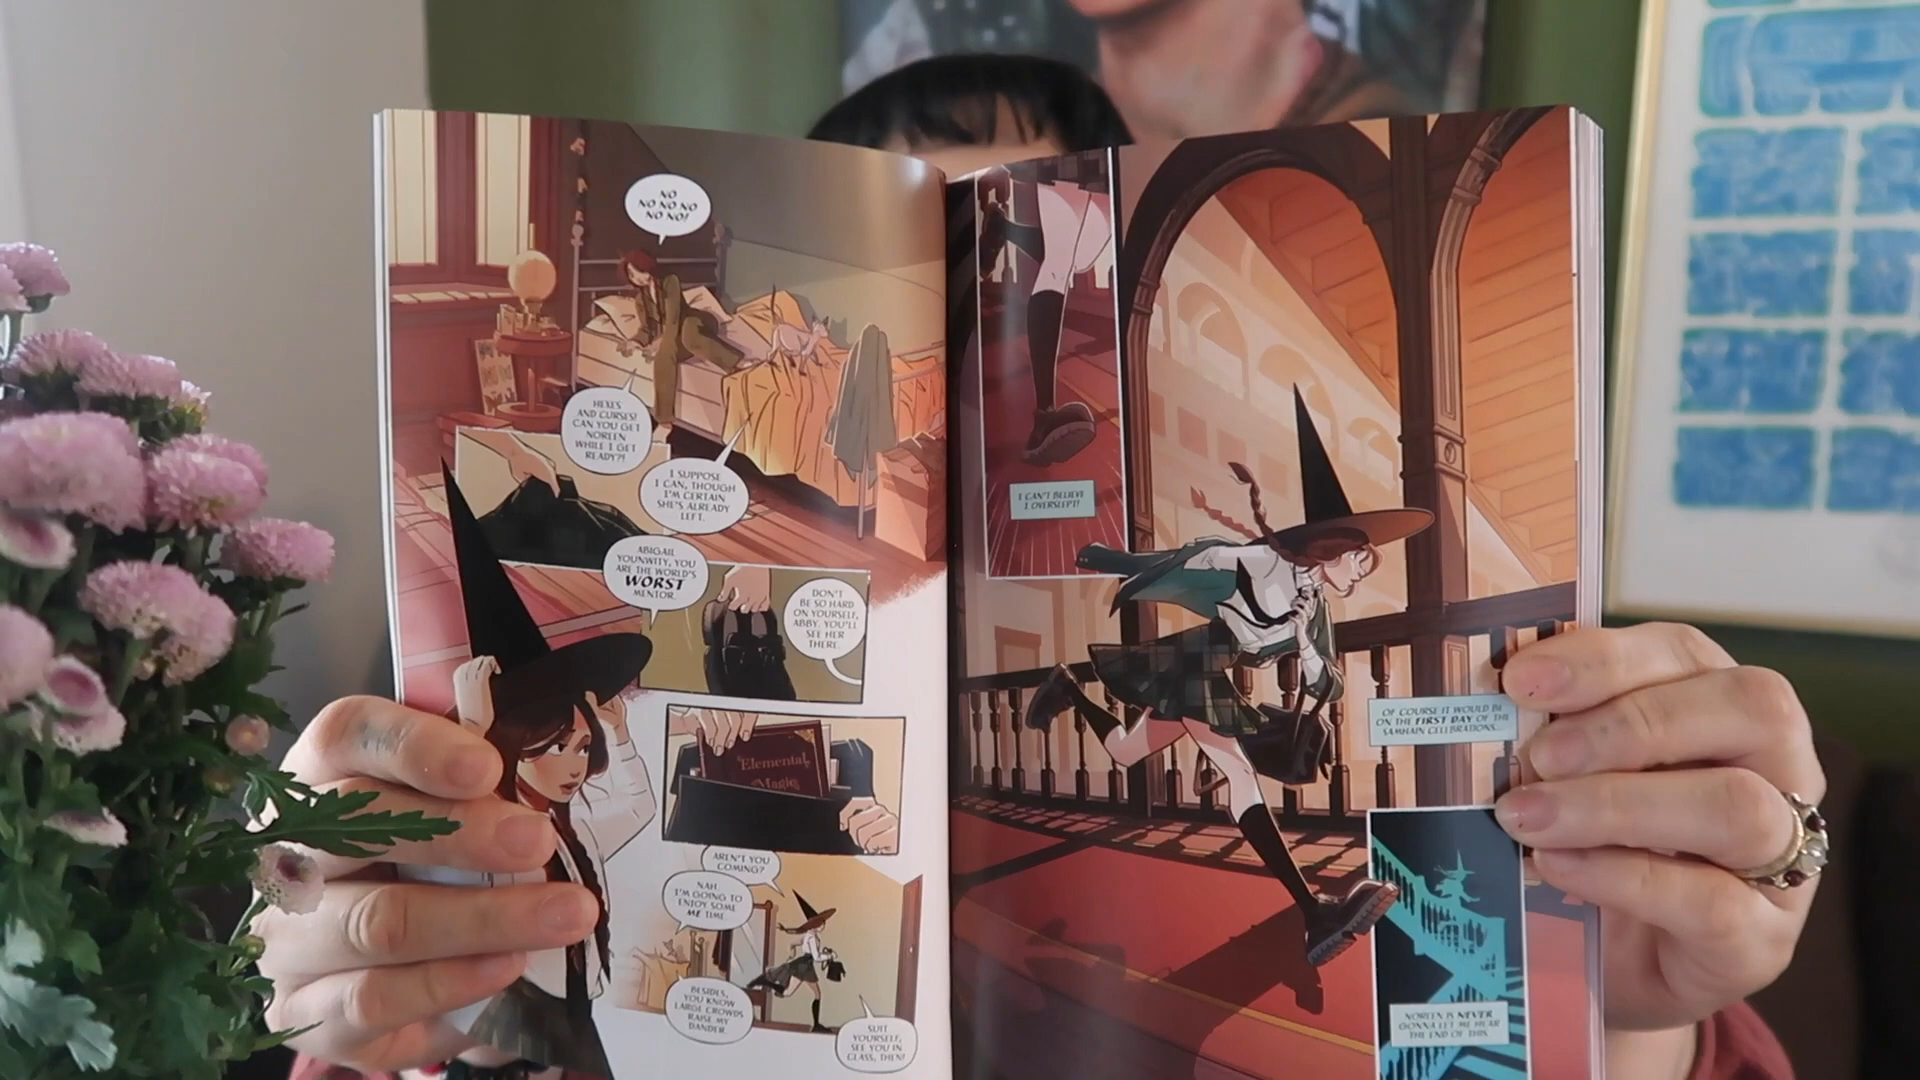 NO
NO NO NO
NO NO!
HEXES
AND CURSES!
CAN YOU GET
NOREEN
WHILE I GET
READY?!
I SUPPOSE
I CAN, THOUGH
I'M CERTAIN
SHE'S ALREADY
LEFT.
ABIGAIL
YOUNWITY, YOU
ARE THE WORLD'S
WORST
MENTOR.
DON'T
BE SO HARD
ON YOURSELF,
ABBY. YOU'LL
SEE HER
THERE.
Elemental
Magic
AREN'T YOU
COMING?
NAH.
I'M GOING TO
ENJOY SOME
ME TIME.
BESIDES,
YOU KNOW
LARGE CROWDS
RAISE MY
DANDER.
SUIT
YOURSELF,
SEE YOU IN
CLASS, THEN!
I CAN'T BELIEVE
I OVERSLEPT!
OF COURSE IT WOULD BE
ON THE FIRST DAY OF THE
SAMHAIN CELEBRATIONS...
NOREEN IS NEVER
GONNA LET ME HEAR
THE END OF THIS.